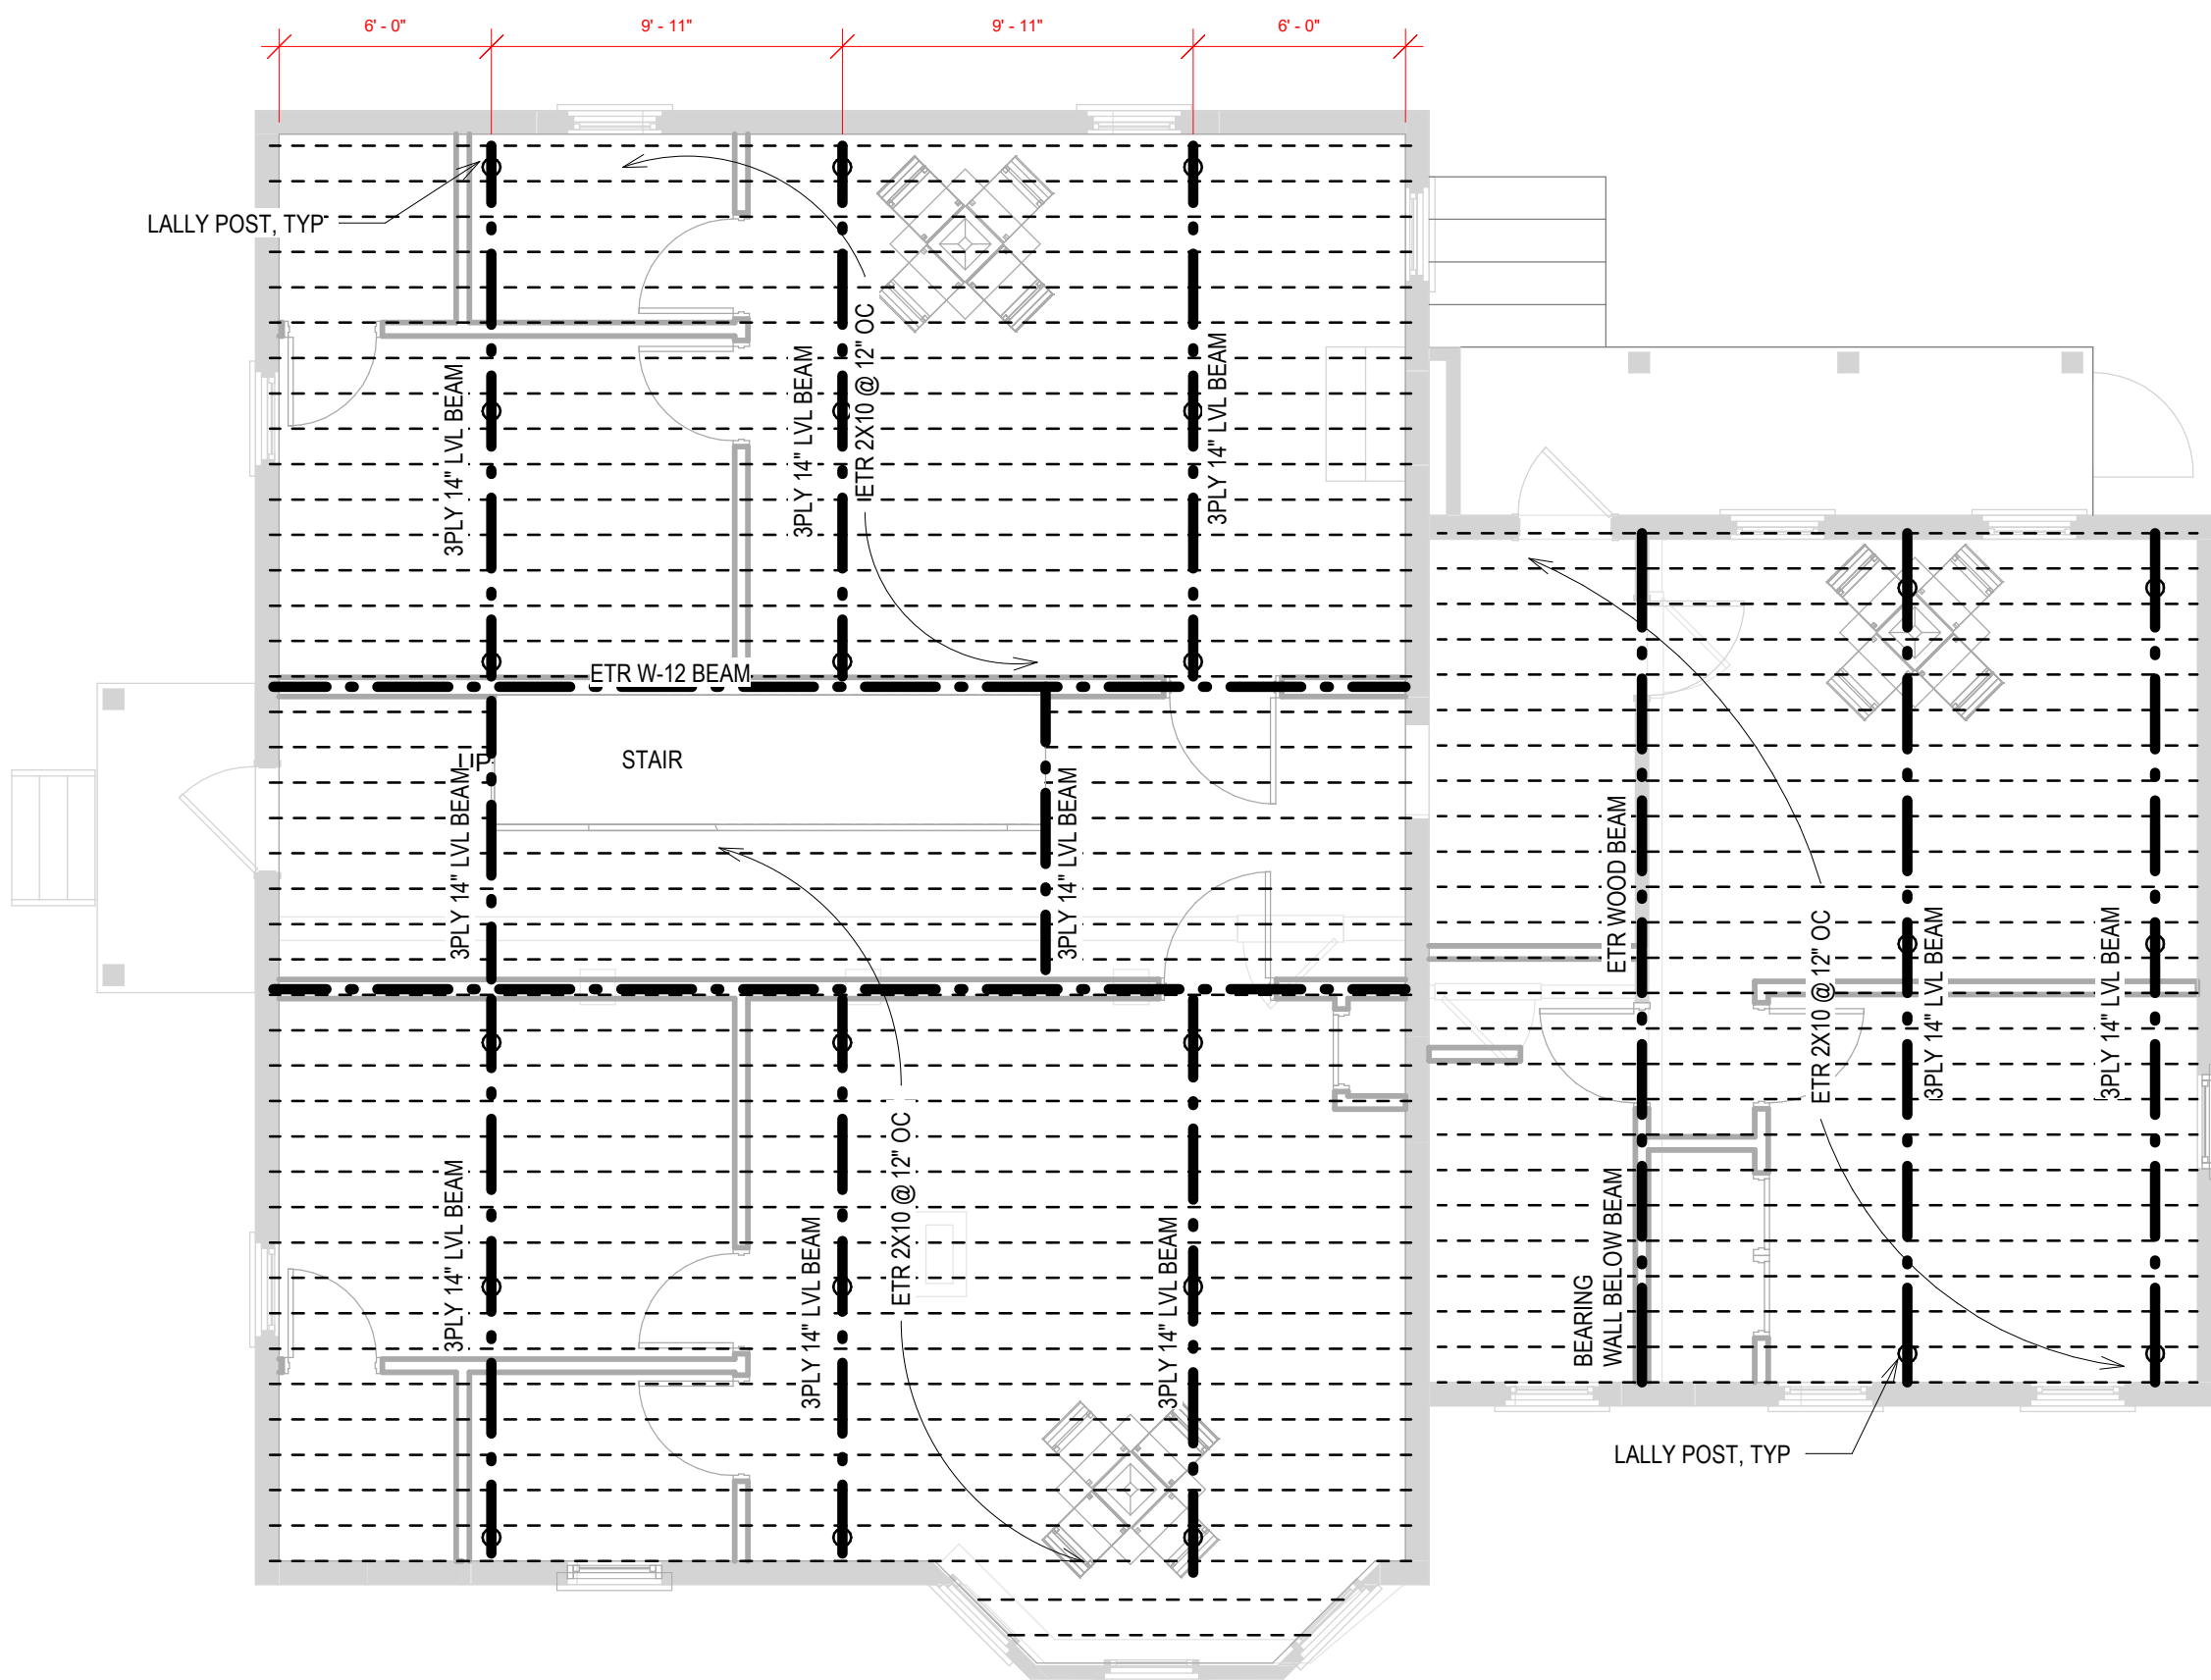 6' - 0"
9' - 11"
9' - 11"
6' - 0"
LALLY POST, TYP
3PLY 14" LVL BEAM
3PLY 14" LVL BEAM
ETR 2X10 @ 12" OC
3PLY 14" LVL BEAM
ETR W-12 BEAM
UP
STAIR
3PLY 14" LVL BEAM
3PLY 14" LVL BEAM
ETR WOOD BEAM
ETR 2X10 @ 12" OC
3PLY 14" LVL BEAM
3PLY 14" LVL BEAM
3PLY 14" LVL BEAM
3PLY 14" LVL BEAM
ETR 2X10 @ 12" OC
3PLY 14" LVL BEAM
BEARING
WALL BELOW BEAM
LALLY POST, TYP